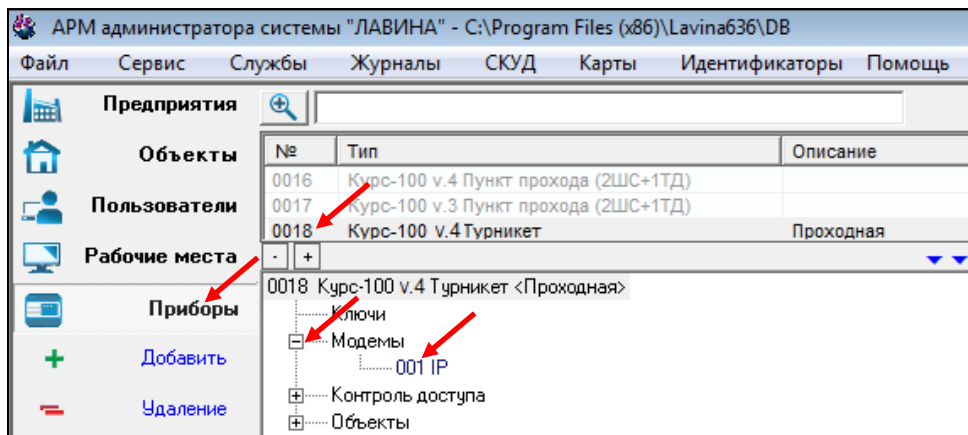 АРМ администратора системы "ЛАВИНА" - C:\Program Files (x86)\Lavina636\DB
Файл Сервис Службы Журналы СКУД Карты Идентификаторы Помощь
Предприятия
Объекты
Пользователи
Рабочие места
Приборы
Добавить
Удаление
№ Тип Описание
0016 Курс-100 v.4 Пункт прохода (2ШС+1ТД)
0017 Курс-100 v.3 Пункт прохода (2ШС+1ТД)
0018 Курс-100 v.4 Турникет Проходная
- +
0018 Курс-100 v.4 Турникет <Проходная>
Ключи
Модемы
001 IP
Контроль доступа
Объекты